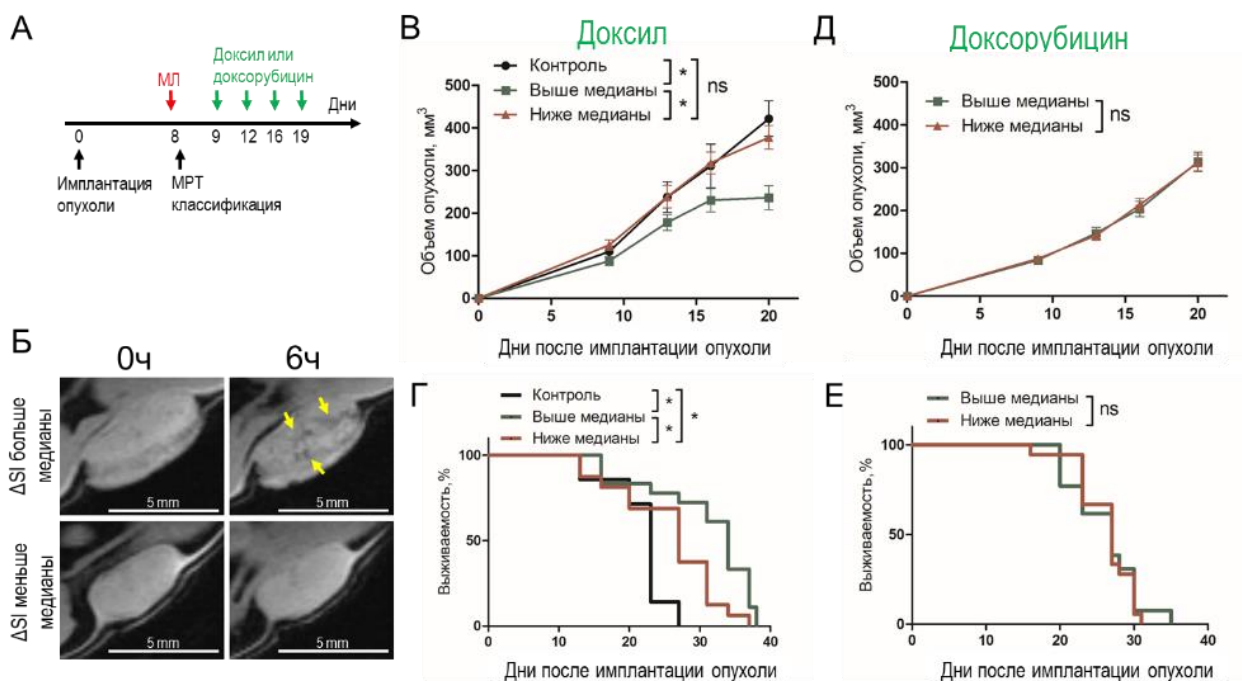 А
МЛ
Доксил или
доксорубицин
Дни
0
8
9
12
16
19
Имплантация
опухоли
МРТ
классификация
Б
0ч
6ч
ΔSI больше
медианы
5 mm
5 mm
ΔSI меньше
медианы
5 mm
5 mm
В
Доксил
Контроль
Выше медианы
Ниже медианы
*
*
ns
Объем опухоли, мм³
500
400
300
200
100
0
0
5
10
15
20
Дни после имплантации опухоли
Г
Контроль
Выше медианы
Ниже медианы
*
*
*
Выживаемость,%
100
50
0
0
10
20
30
40
Дни после имплантации опухоли
Д
Доксорубицин
Выше медианы
Ниже медианы
ns
Объем опухоли, мм³
500
400
300
200
100
0
0
5
10
15
20
Дни после имплантации опухоли
Е
Выше медианы
Ниже медианы
ns
Выживаемость,%
100
50
0
0
10
20
30
40
Дни после имплантации опухоли